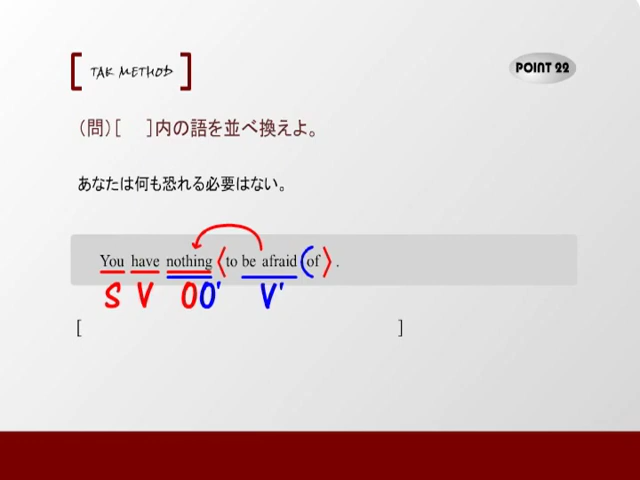 [ TAK METHOD ]
POINT 22
(問) [ ]内の語を並べ換えよ。
あなたは何も恐れる必要はない。
You have nothing 〈to be afraid (of 〉.
S V O O' V'
[ ]